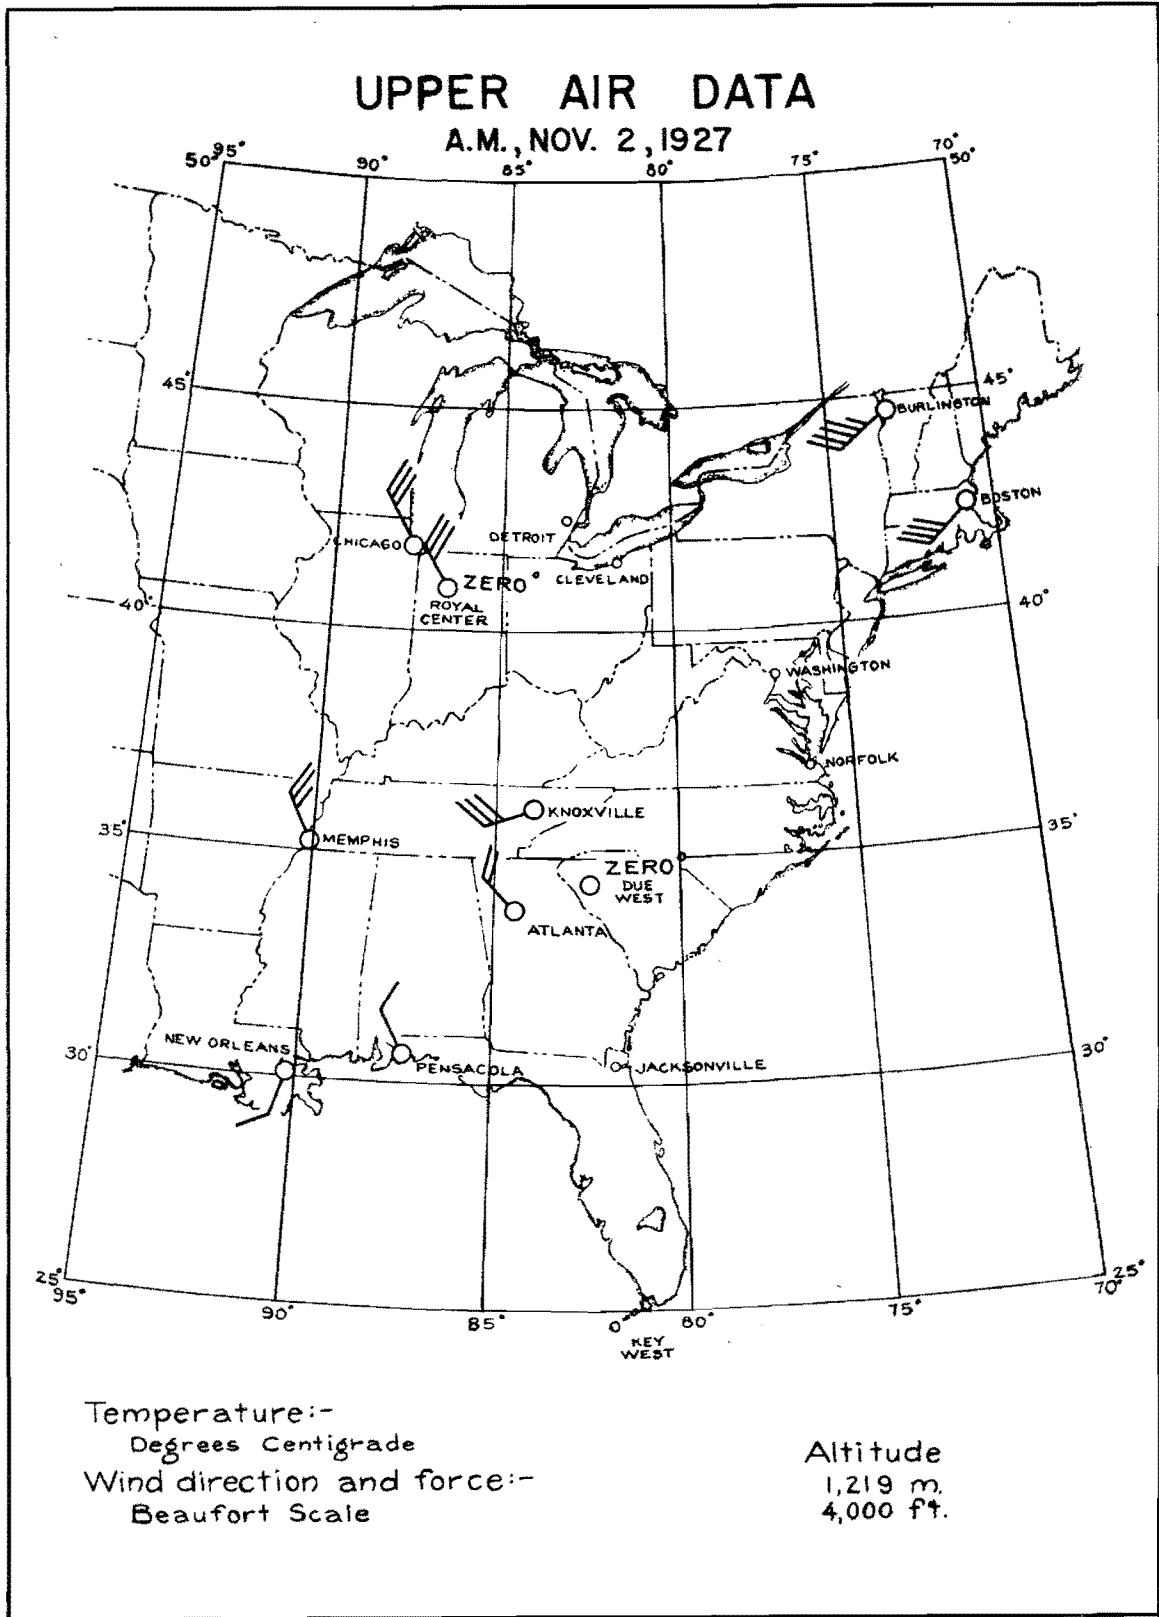 UPPER AIR DATA
A.M., NOV. 2, 1927
50° 95° 90° 85° 80° 75° 70° 50°
45° 45°
BURLINGTON
BOSTON
DETROIT
CHICAGO
CLEVELAND
ZERO°
ROYAL
CENTER
40° 40°
WASHINGTON
NORFOLK
KNOXVILLE
35° MEMPHIS 35°
ZERO
DUE
WEST
ATLANTA
NEW ORLEANS
30° 30°
PENSACOLA
JACKSONVILLE
25° 25°
95° 90° 85° 80° 75° 70°
KEY
WEST
Temperature:-
Degrees Centigrade
Wind direction and force:-
Beaufort Scale
Altitude
1,219 m.
4,000 ft.